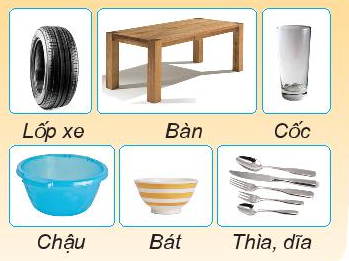 Lốp xe
Bàn
Cốc
Chậu
Bát
Thìa, dĩa